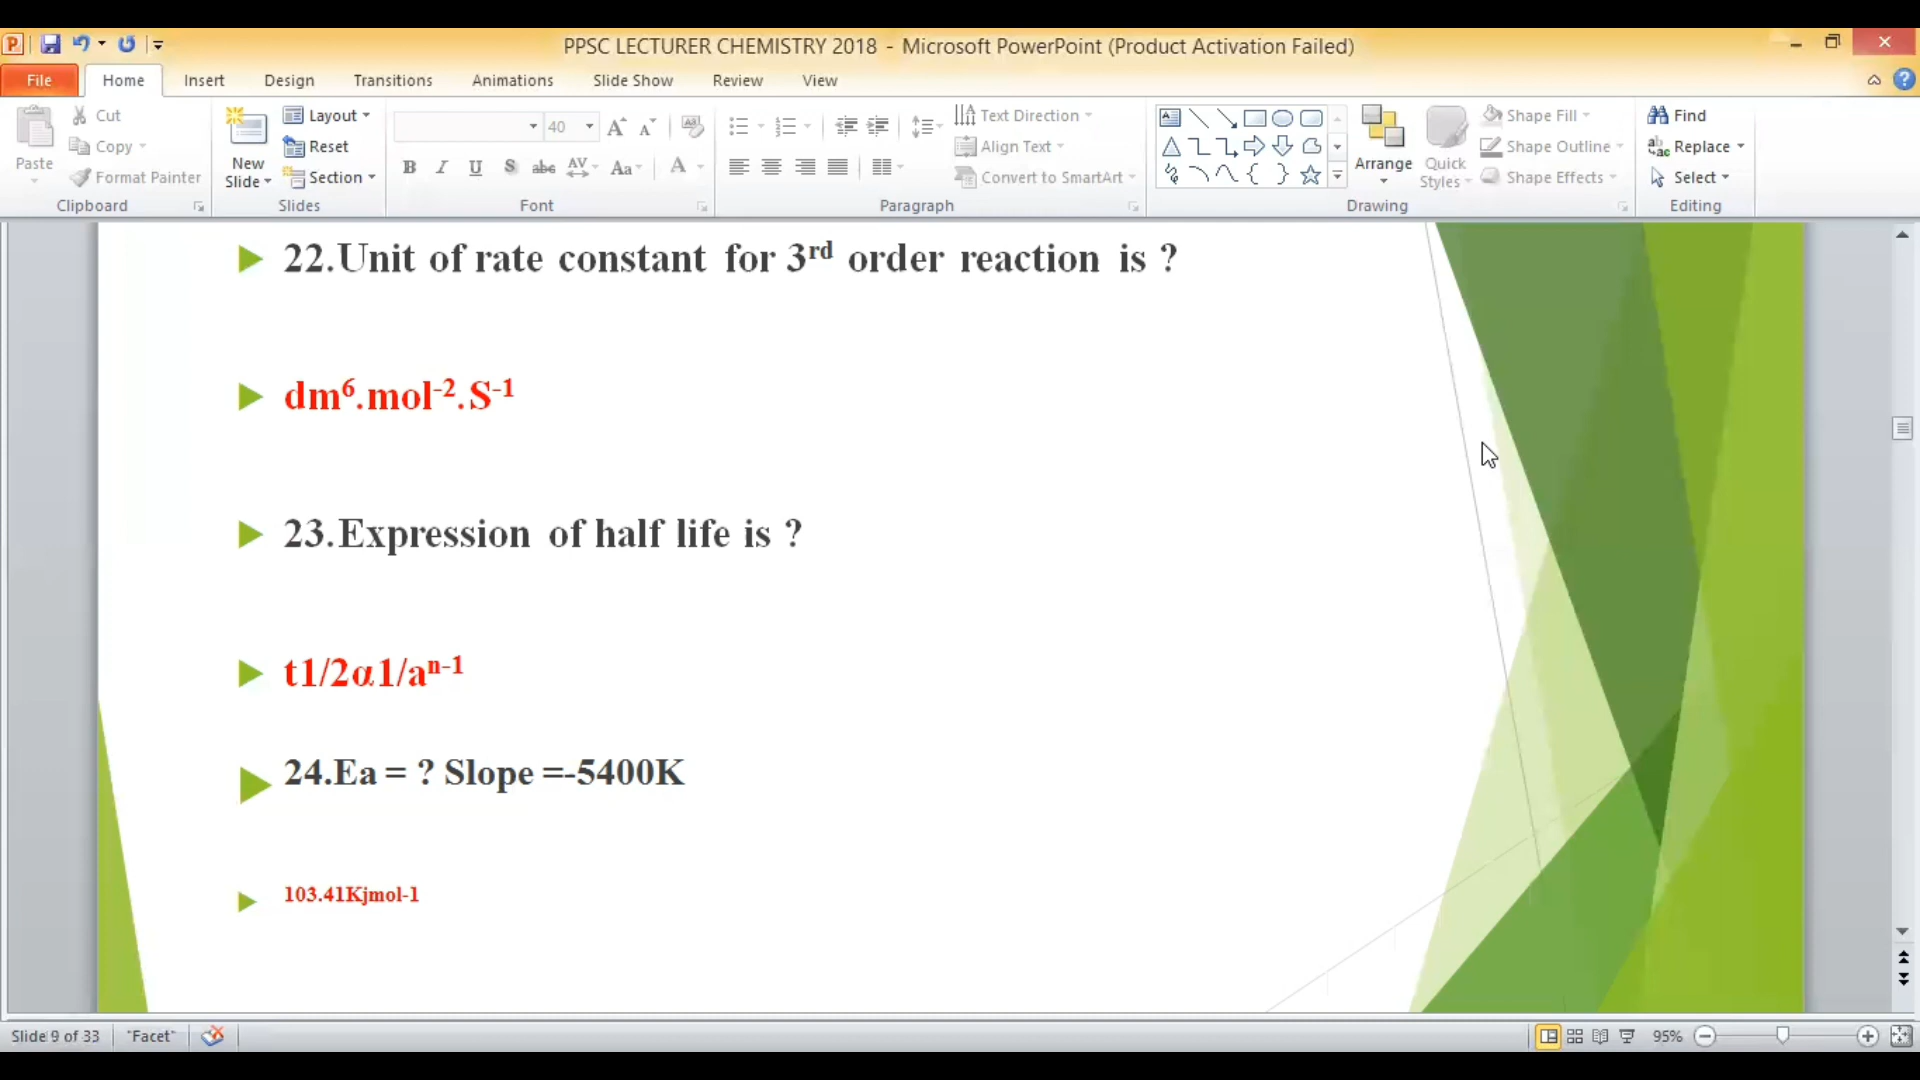 PPSC LECTURER CHEMISTRY 2018 - Microsoft PowerPoint (Product Activation Failed)
File Home Insert Design Transitions Animations Slide Show Review View
Paste
Cut
Copy
Format Painter
Clipboard
New Slide
Layout
Reset
Section
Slides
40
Font
Text Direction
Align Text
Convert to SmartArt
Paragraph
Arrange
Quick Styles
Shape Fill
Shape Outline
Shape Effects
Drawing
Find
Replace
Select
Editing
22.Unit of rate constant for 3rd order reaction is ?
dm⁶.mol⁻².S⁻¹
23.Expression of half life is ?
t1/2α1/aⁿ⁻¹
24.Ea = ? Slope =-5400K
103.41Kjmol-1
Slide 9 of 33 "Facet" 95%